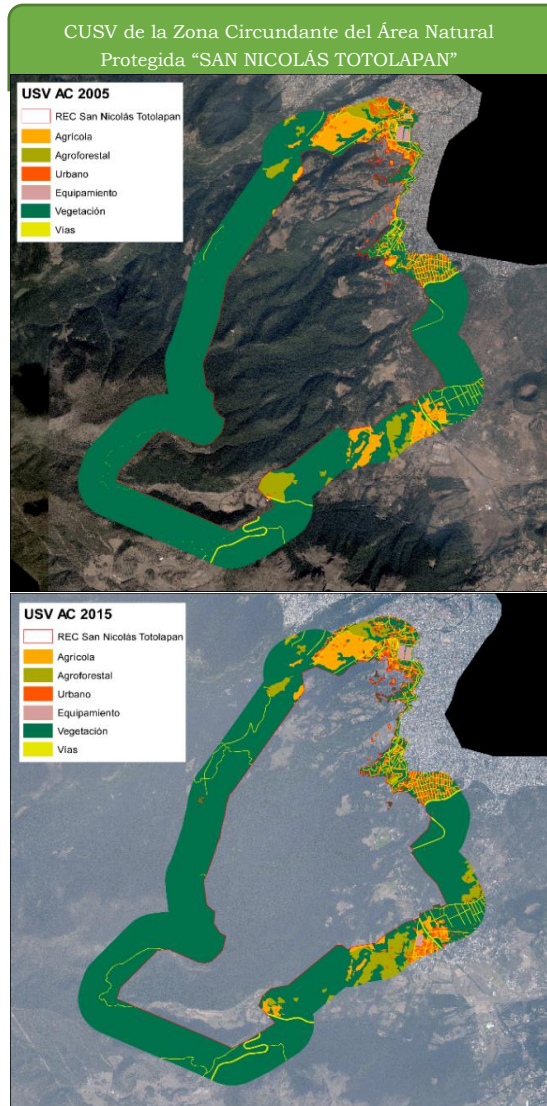 CUSV de la Zona Circundante del Área Natural
Protegida “SAN NICOLÁS TOTOLAPAN”
USV AC 2005
REC San Nicolás Totolapan
Agrícola
Agroforestal
Urbano
Equipamiento
Vegetación
Vías
USV AC 2015
REC San Nicolás Totolapan
Agrícola
Agroforestal
Urbano
Equipamiento
Vegetación
Vías